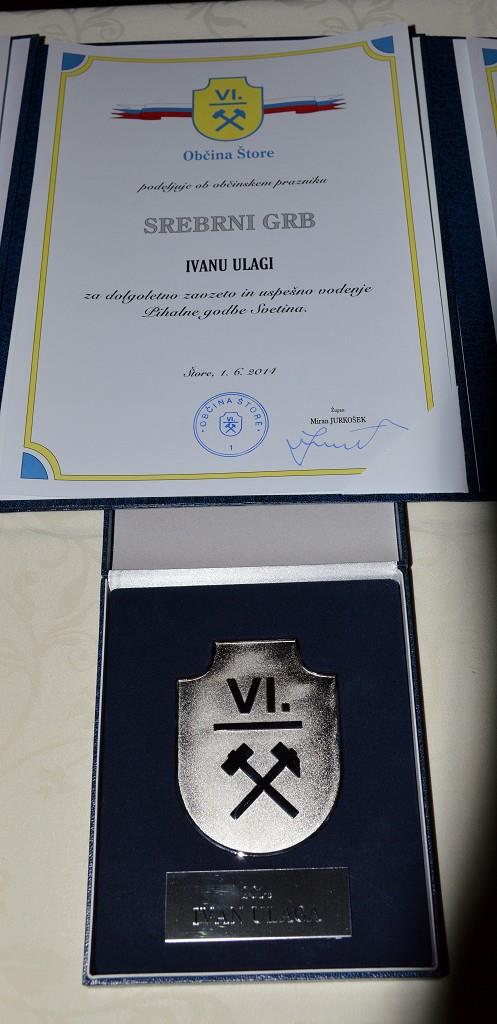 VI.
Občina Štore
podeljuje ob občinskem prazniku
SREBRNI GRB
IVANU ULAGI
za dolgoletno zavzeto in uspešno vodenje
Pihalne godbe Svetina.
Štore, 1. 6. 2014
OBČINA ŠTORE
VI.
1
Župan
Miran JURKOŠEK
VI.
2014
IVAN ULAGA